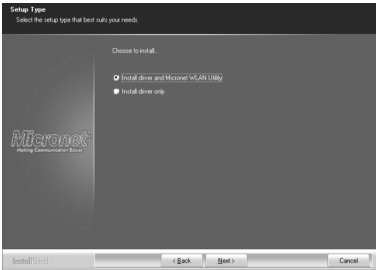 Setup Type
Select the setup type that best suits your needs.
Choose to install...
Install driver and Micronet WLAN Utility
Install driver only
Micronet
Making Communication Easier
InstallShield
< Back
Next >
Cancel